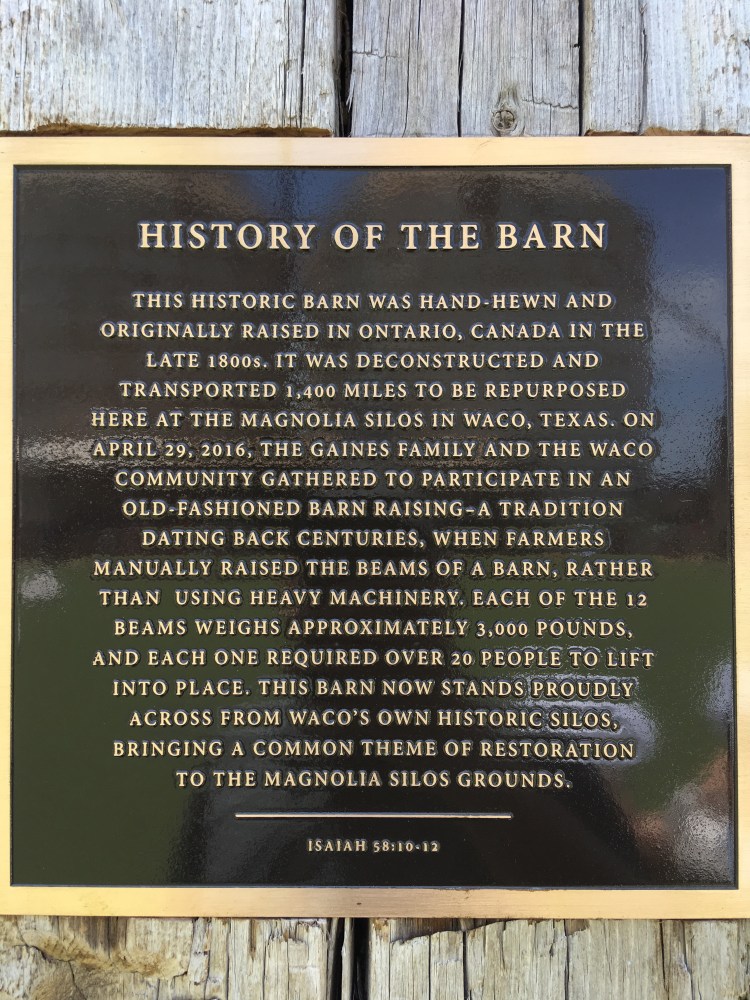 HISTORY OF THE BARN
THIS HISTORIC BARN WAS HAND-HEWN AND
ORIGINALLY RAISED IN ONTARIO, CANADA IN THE
LATE 1800s. IT WAS DECONSTRUCTED AND
TRANSPORTED 1,400 MILES TO BE REPURPOSED
HERE AT THE MAGNOLIA SILOS IN WACO, TEXAS. ON
APRIL 29, 2016, THE GAINES FAMILY AND THE WACO
COMMUNITY GATHERED TO PARTICIPATE IN AN
OLD-FASHIONED BARN RAISING–A TRADITION
DATING BACK CENTURIES, WHEN FARMERS
MANUALLY RAISED THE BEAMS OF A BARN, RATHER
THAN USING HEAVY MACHINERY. EACH OF THE 12
BEAMS WEIGHS APPROXIMATELY 3,000 POUNDS,
AND EACH ONE REQUIRED OVER 20 PEOPLE TO LIFT
INTO PLACE. THIS BARN NOW STANDS PROUDLY
ACROSS FROM WACO'S OWN HISTORIC SILOS,
BRINGING A COMMON THEME OF RESTORATION
TO THE MAGNOLIA SILOS GROUNDS.
ISAIAH 58:10-12